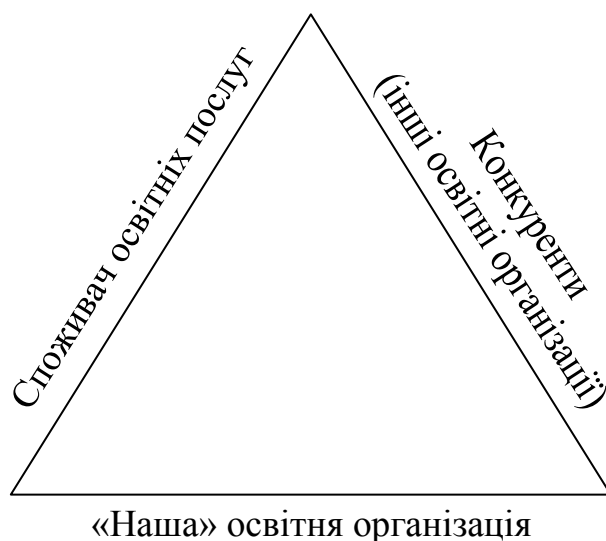 Споживач освітніх послуг
Конкуренти
(інші освітні організації)
«Наша» освітня організація